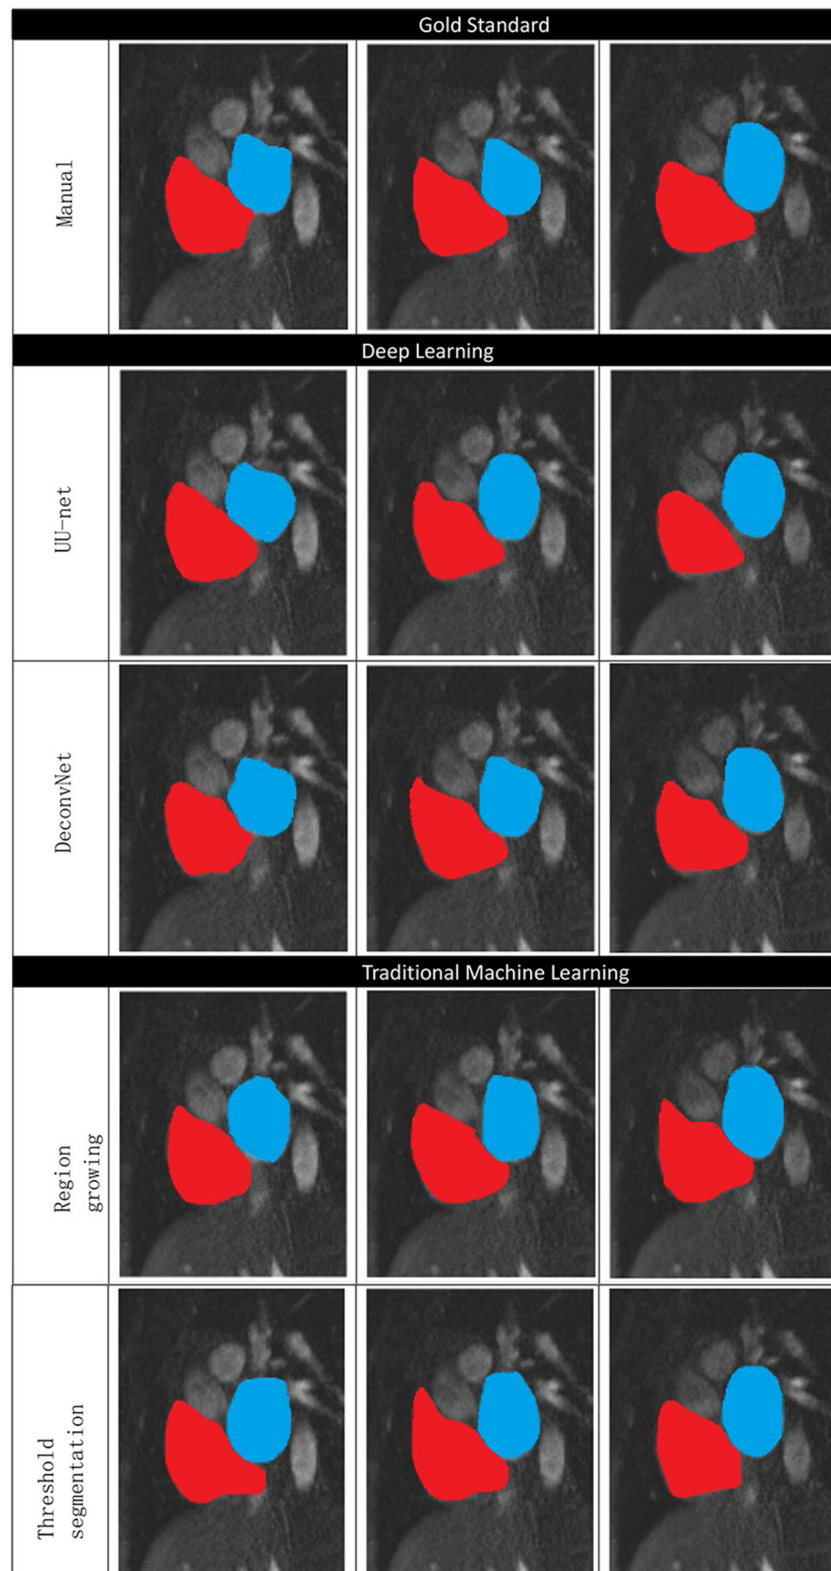 Gold Standard
Manual
Deep Learning
UU-net
DeconvNet
Traditional Machine Learning
Region
growing
Threshold
segmentation